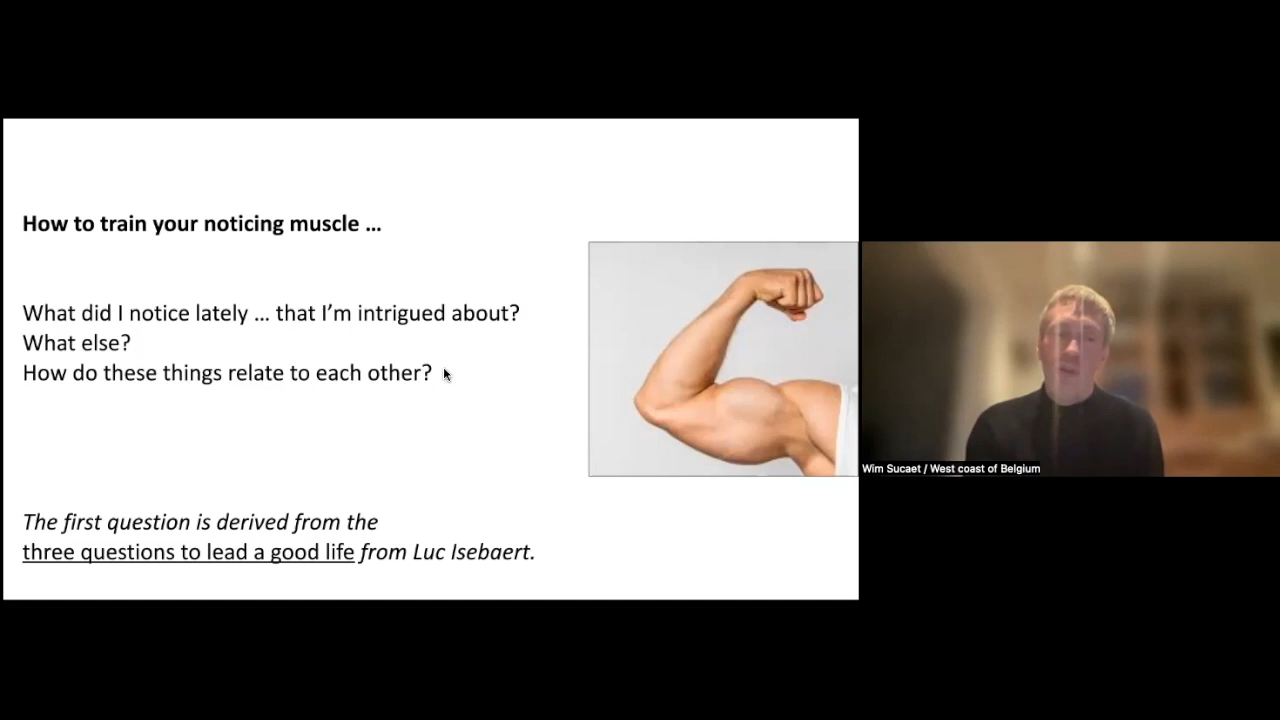 How to train your noticing muscle …
What did I notice lately … that I’m intrigued about?
What else?
How do these things relate to each other?
The first question is derived from the
three questions to lead a good life from Luc Isebaert.
Wim Sucaet / West coast of Belgium